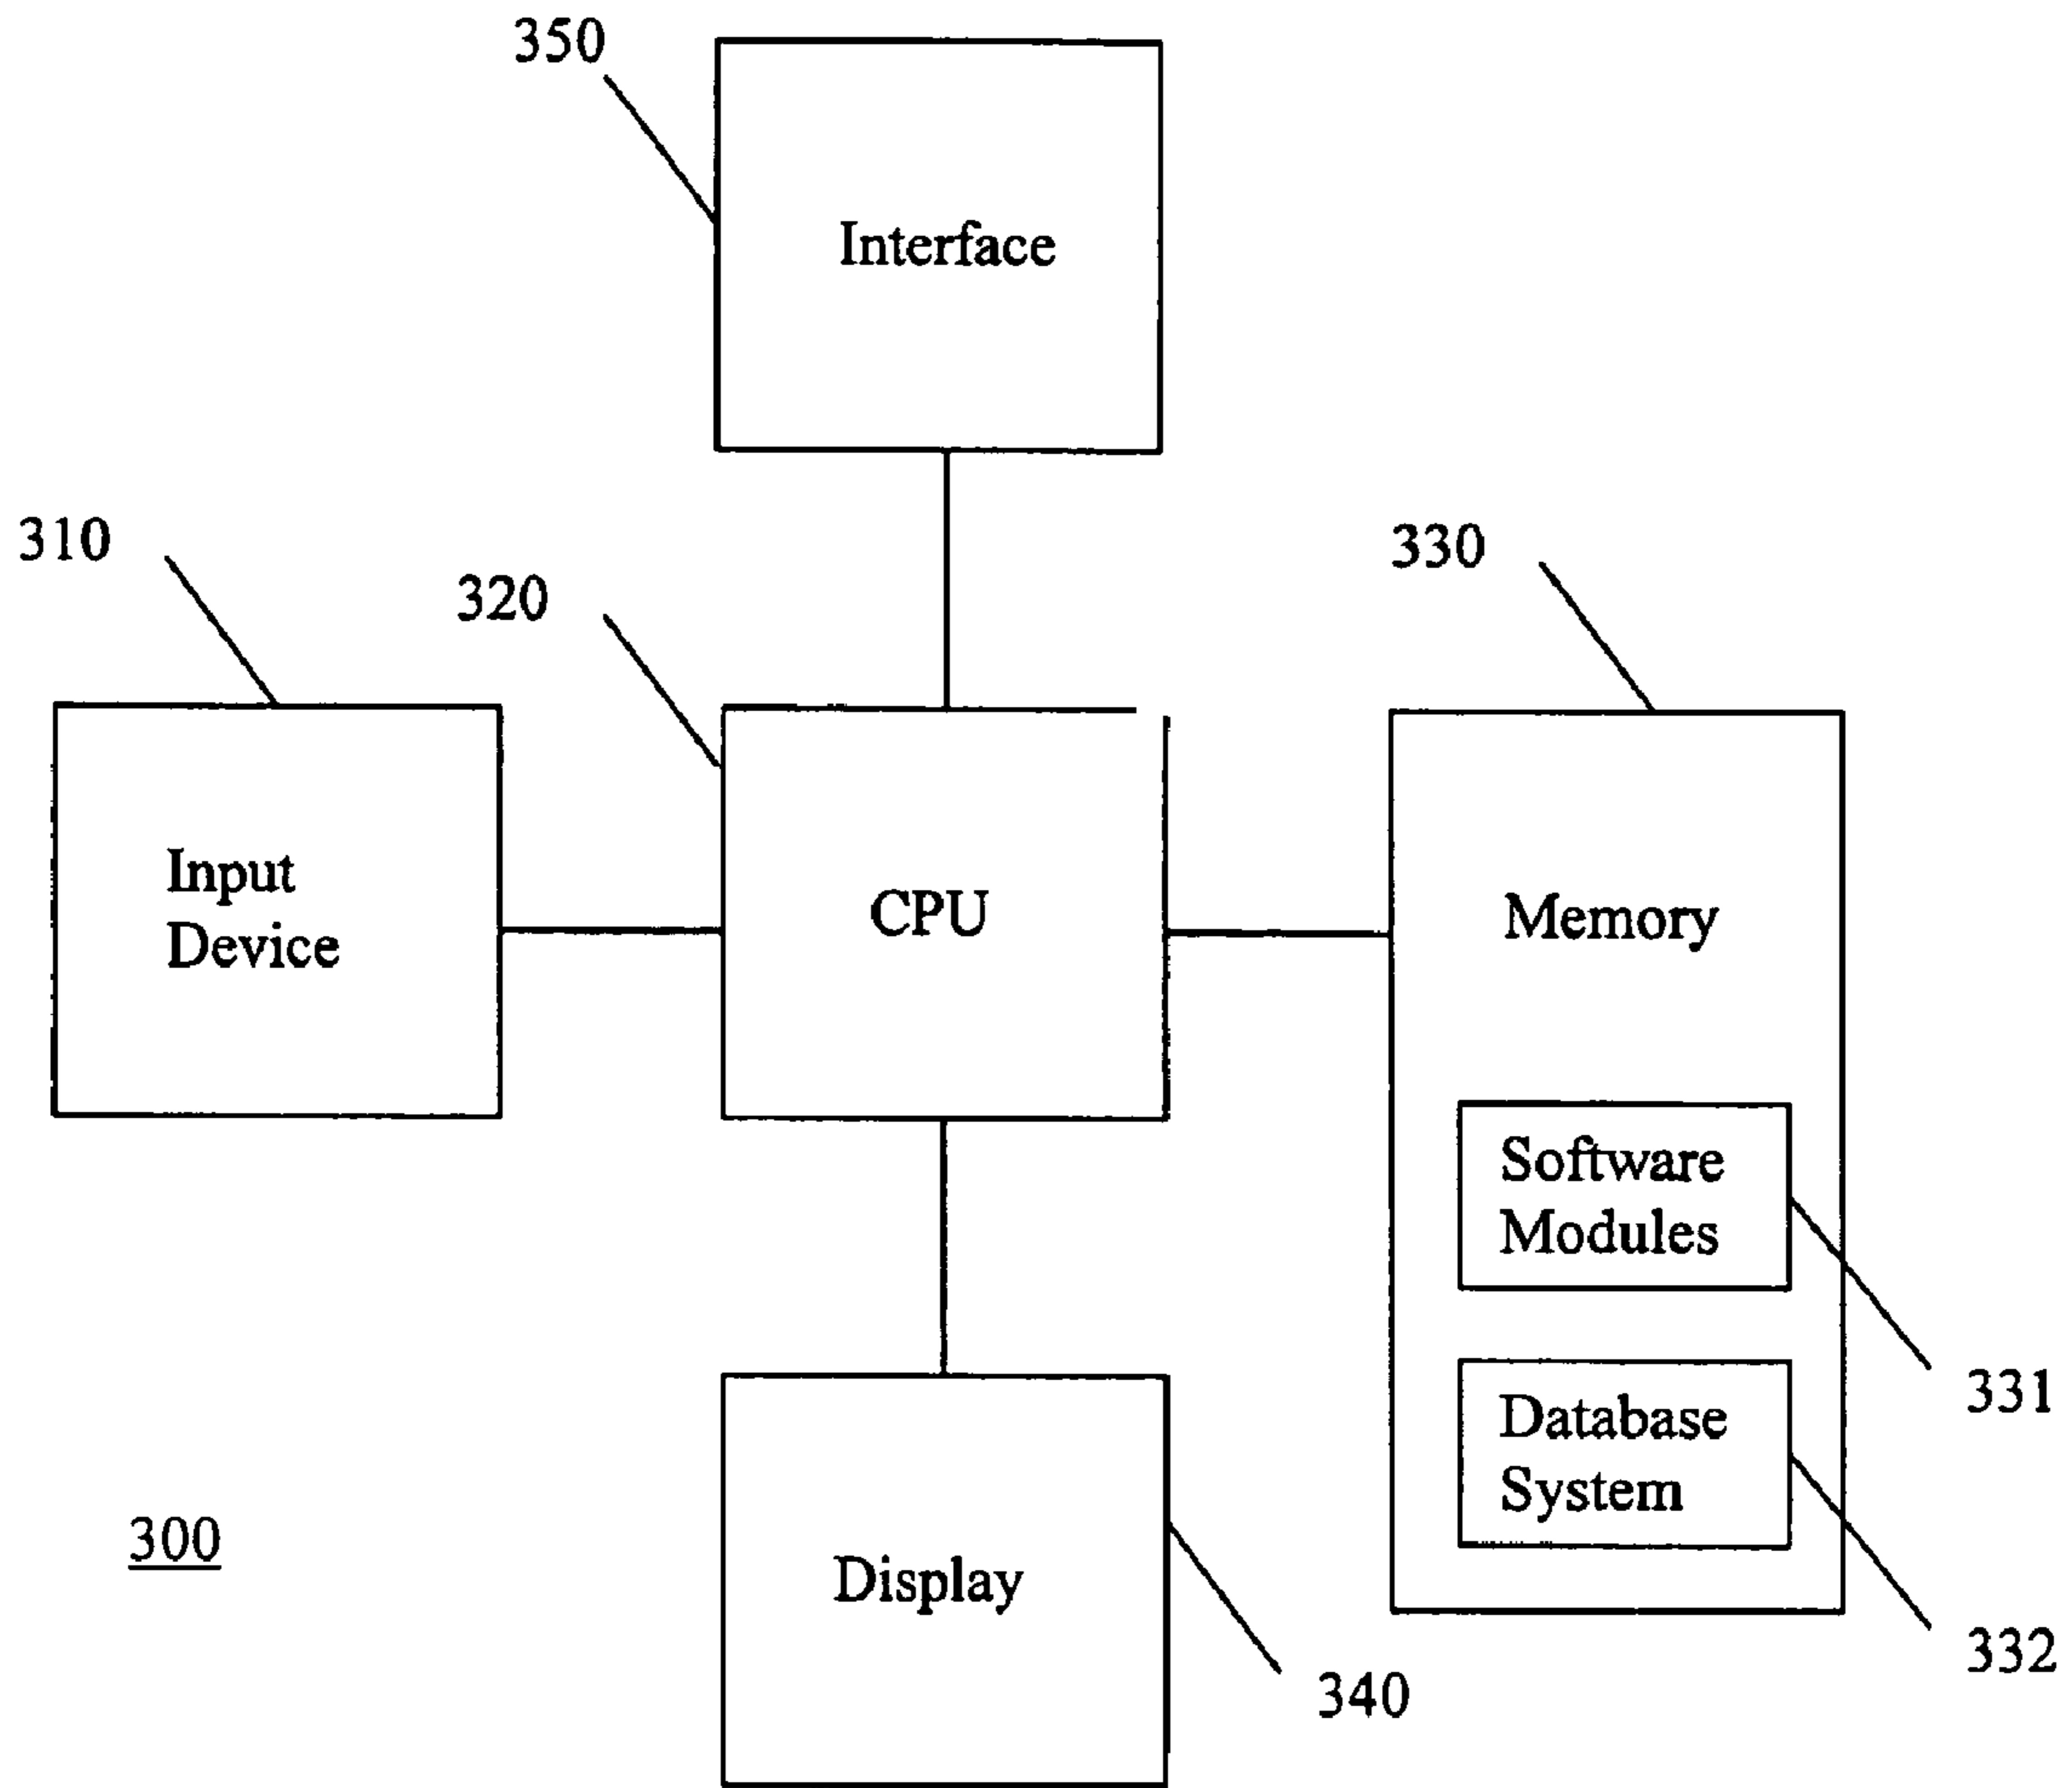 350
Interface
310
320
330
Input
Device
CPU
Memory
Software
Modules
331
Database
System
300
Display
332
340